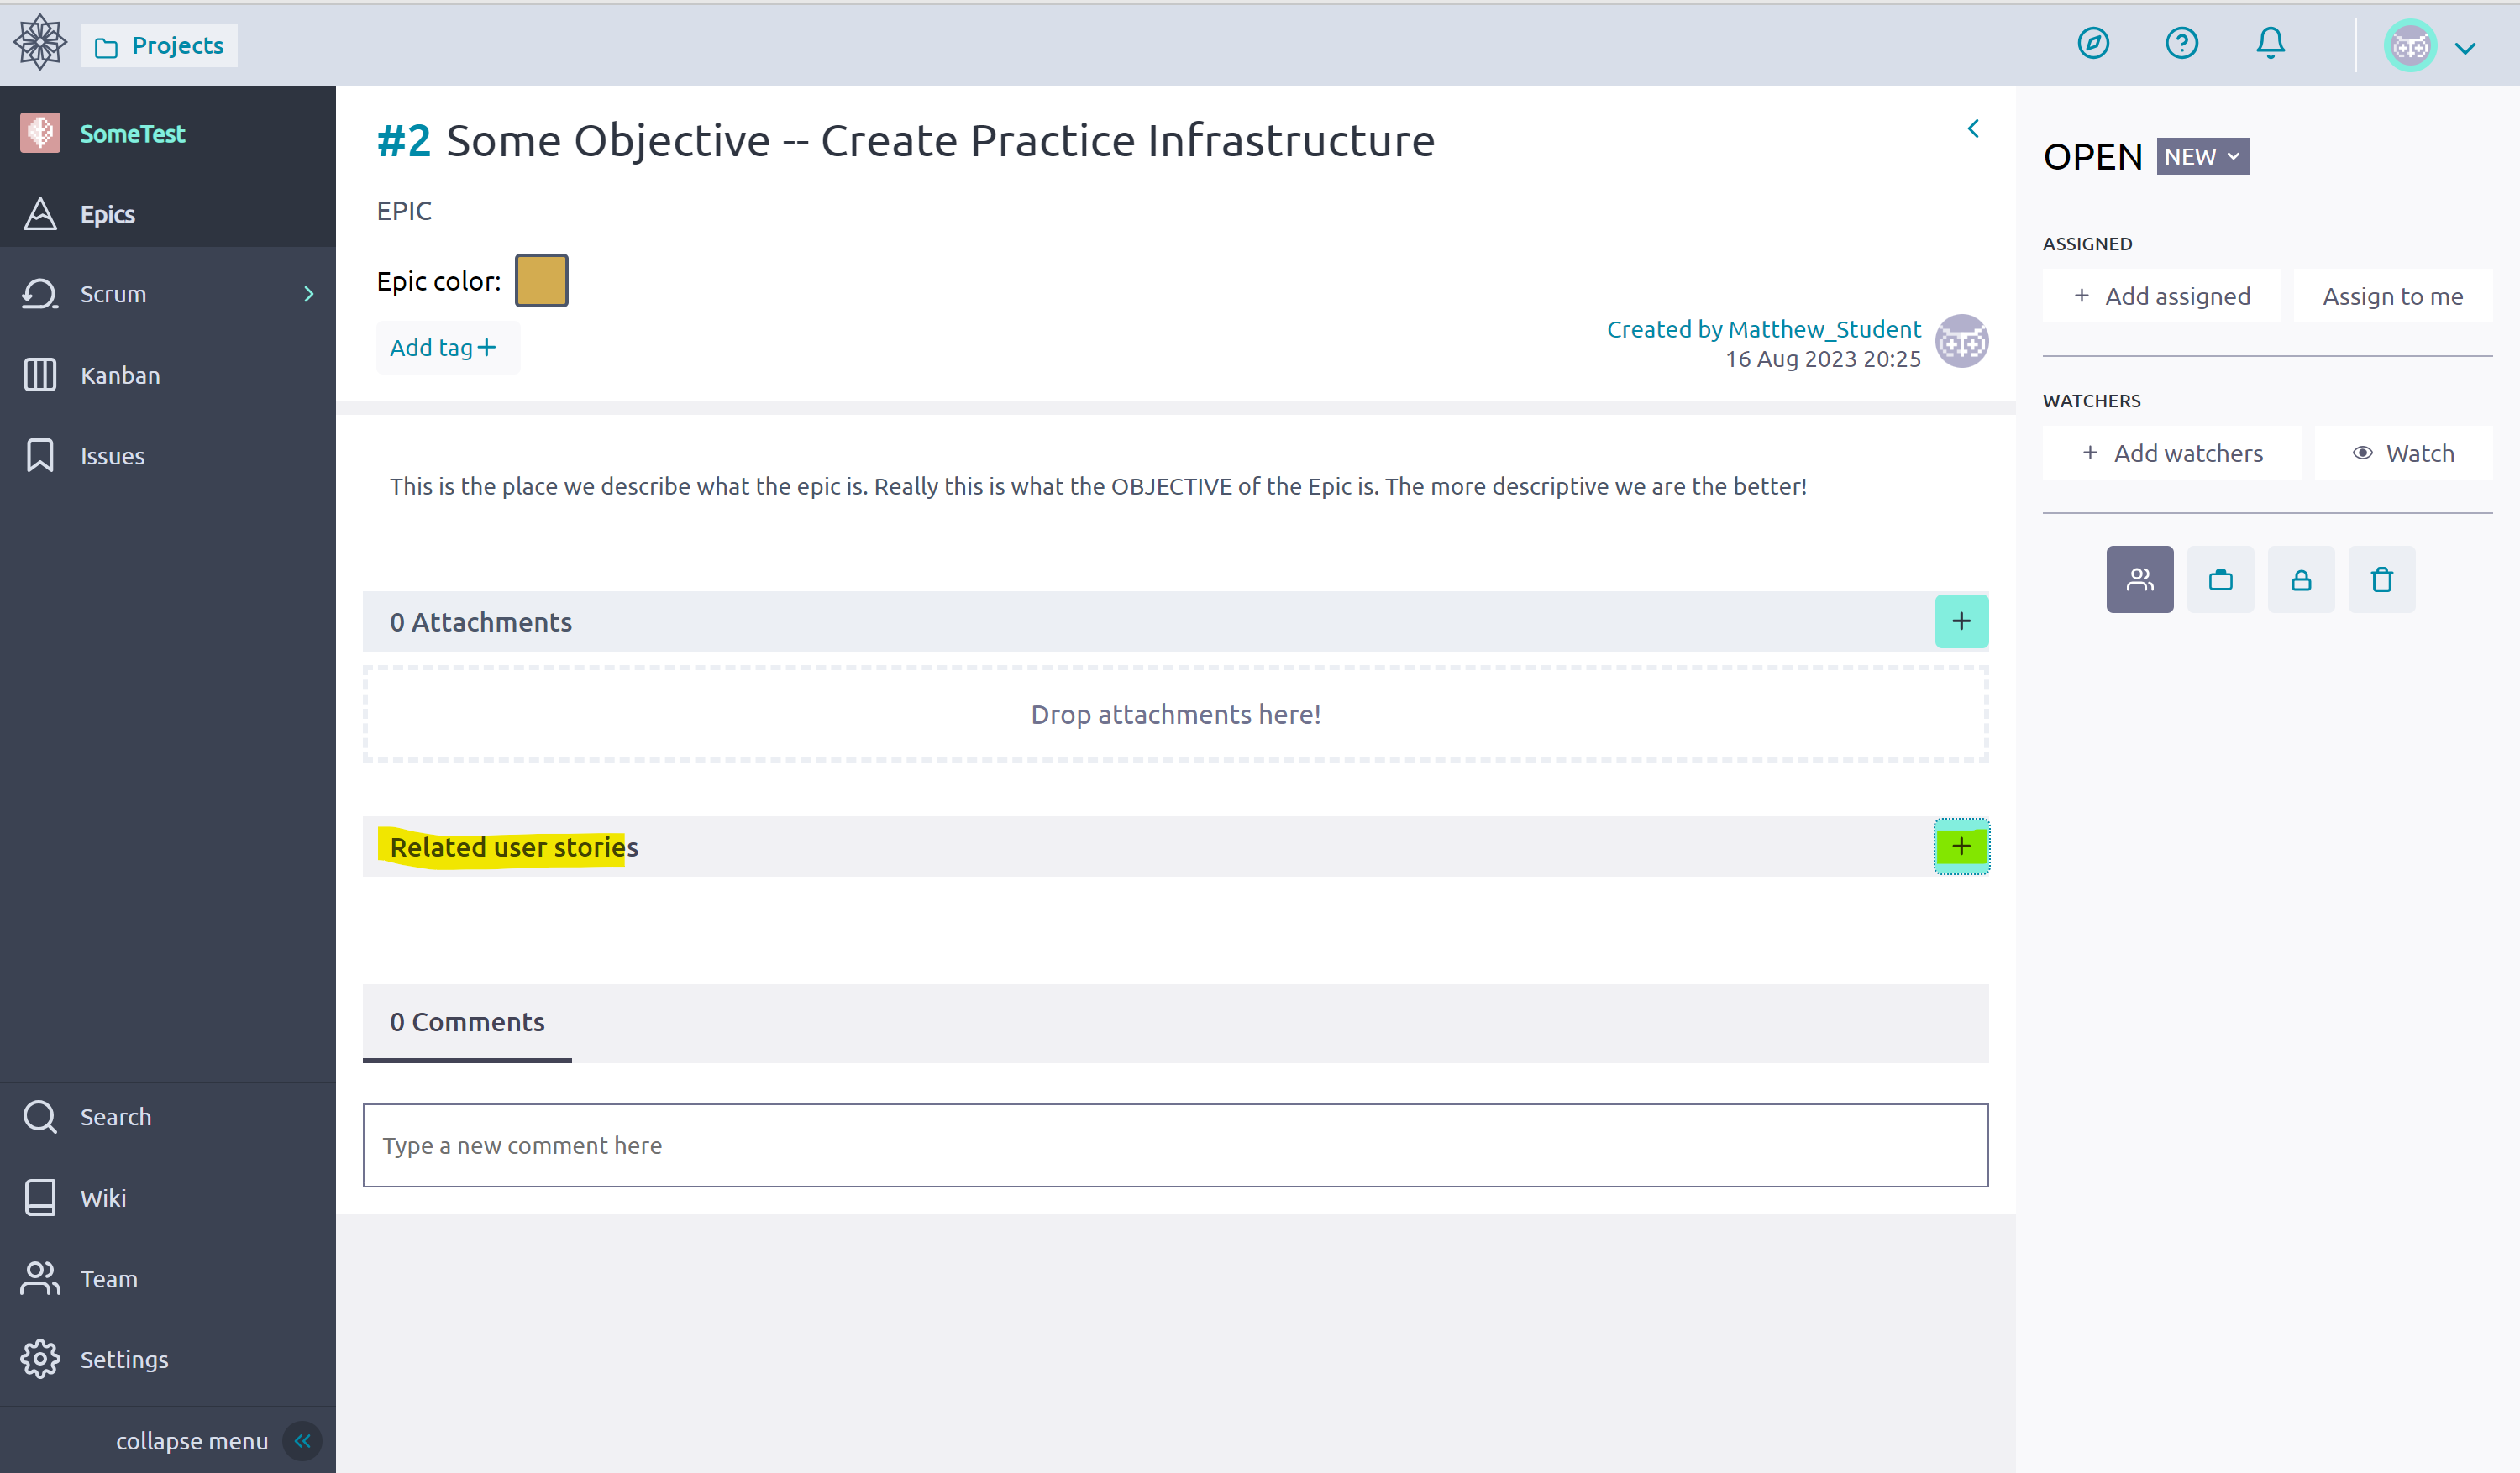 Projects
SomeTest
Epics
Scrum
Kanban
Issues
Search
Wiki
Team
Settings
collapse menu
#2 Some Objective -- Create Practice Infrastructure
EPIC
Epic color:
Add tag+
Created by Matthew_Student
16 Aug 2023 20:25
This is the place we describe what the epic is. Really this is what the OBJECTIVE of the Epic is. The more descriptive we are the better!
0 Attachments
Drop attachments here!
Related user stories
0 Comments
Type a new comment here
OPEN NEW
ASSIGNED
+ Add assigned Assign to me
WATCHERS
+ Add watchers Watch